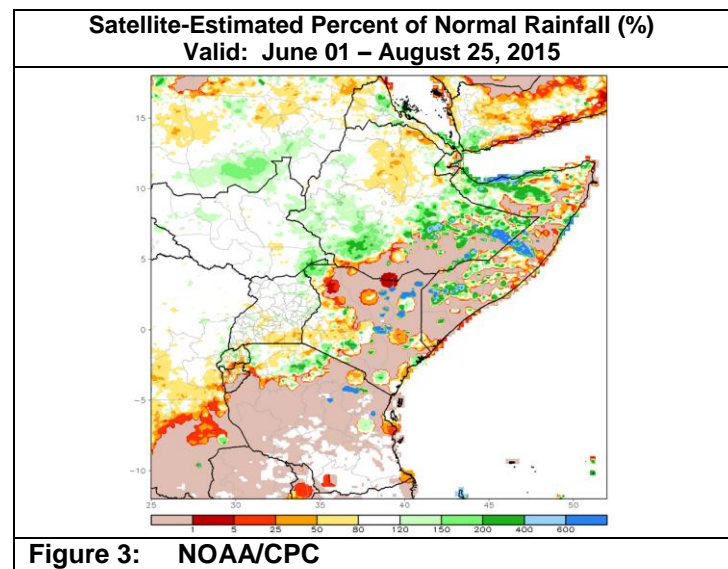 Satellite-Estimated Percent of Normal Rainfall (%)
Valid: June 01 – August 25, 2015
15
10
5
0
−5
−10
25 30 35 40 45 50
1 5 25 50 80 120 150 200 400 600
Figure 3: NOAA/CPC